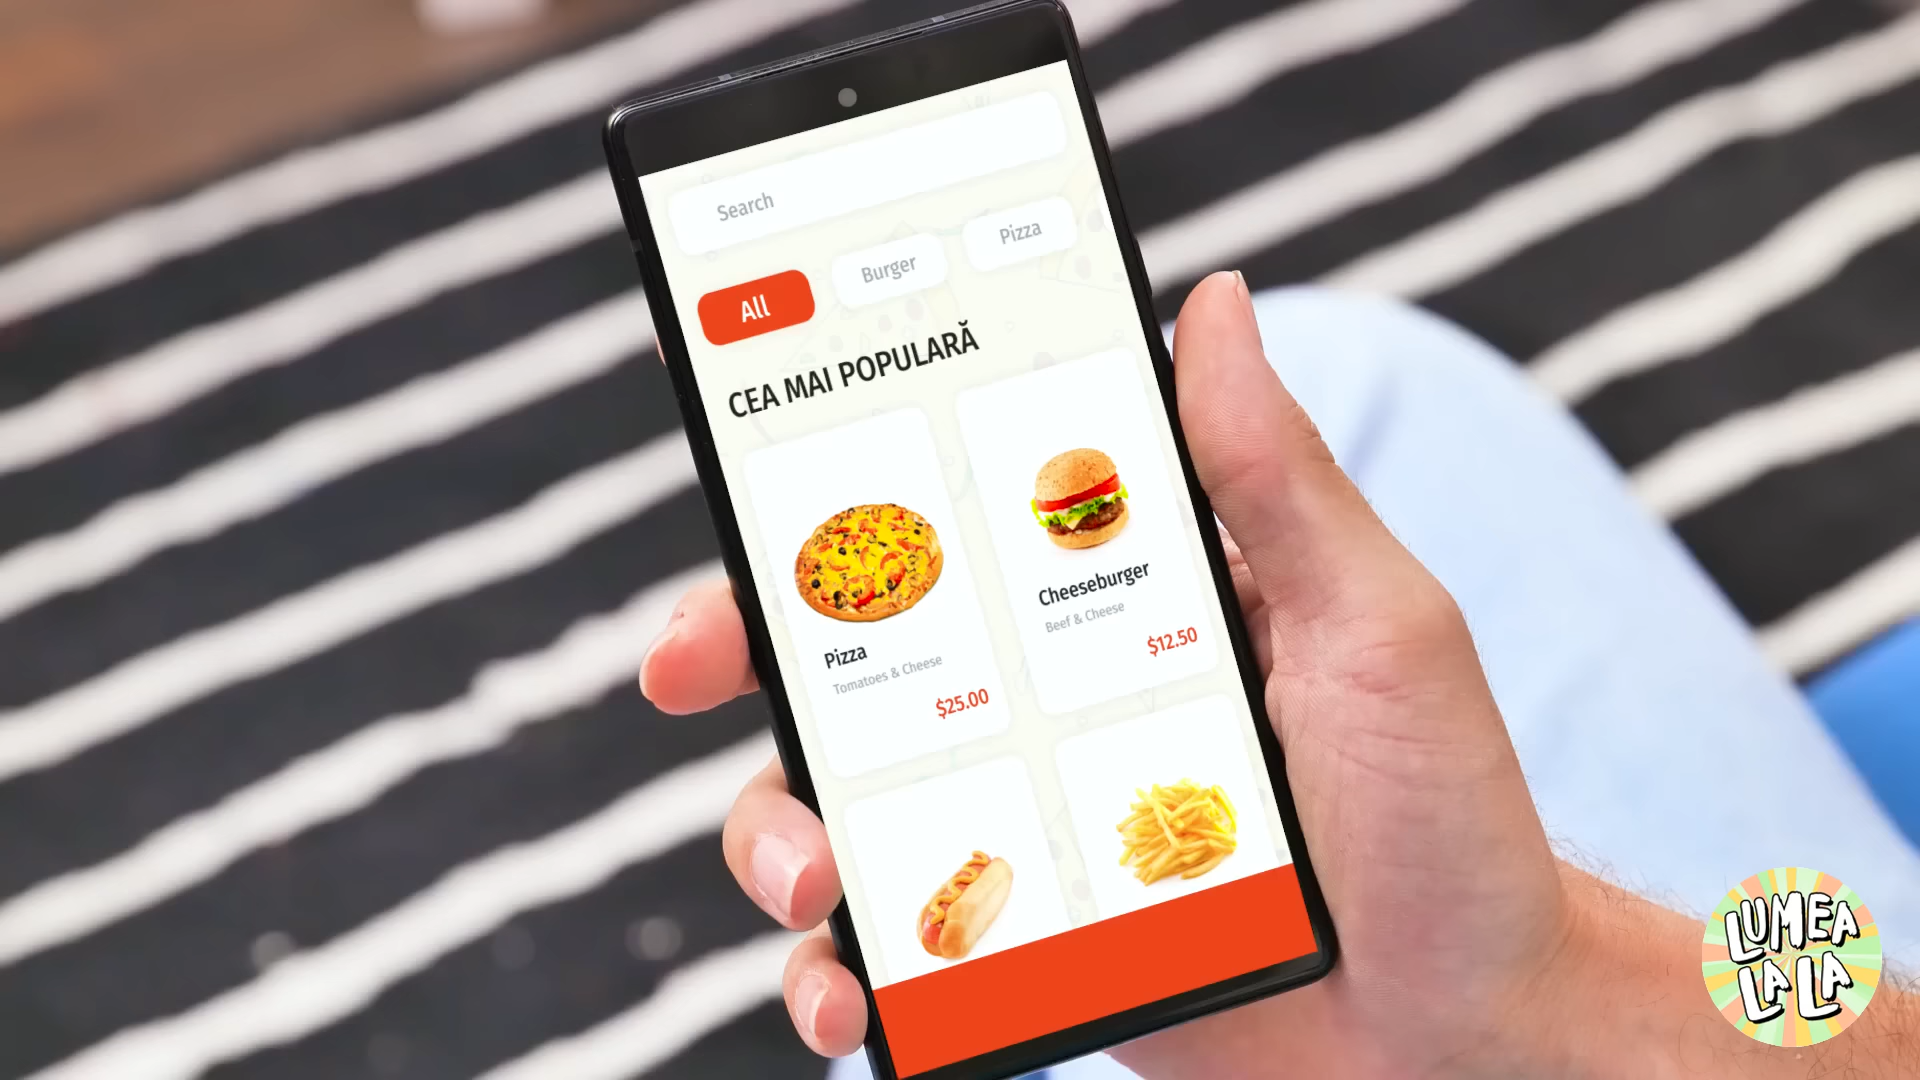 Search
All
Burger
Pizza
CEA MAI POPULARĂ
Pizza
Tomatoes & Cheese
$25.00
Cheeseburger
Beef & Cheese
$12.50
LUMEA
LA LA